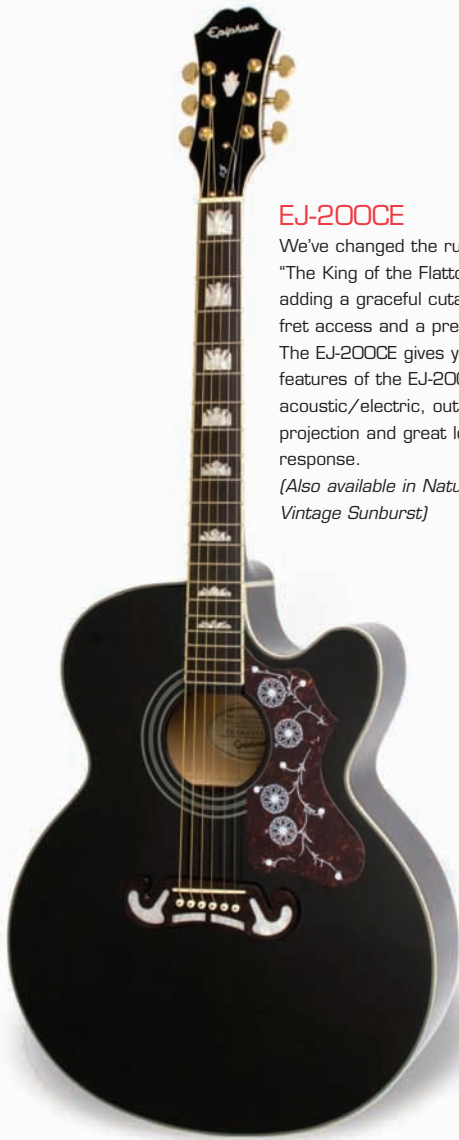 Epiphone
EJ-200CE
We've changed the ru
"The King of the Flatto
adding a graceful cuta
fret access and a pre
The EJ-200CE gives y
features of the EJ-200
acoustic/electric, out
projection and great lo
response.
(Also available in Natu
Vintage Sunburst)
Epiphone